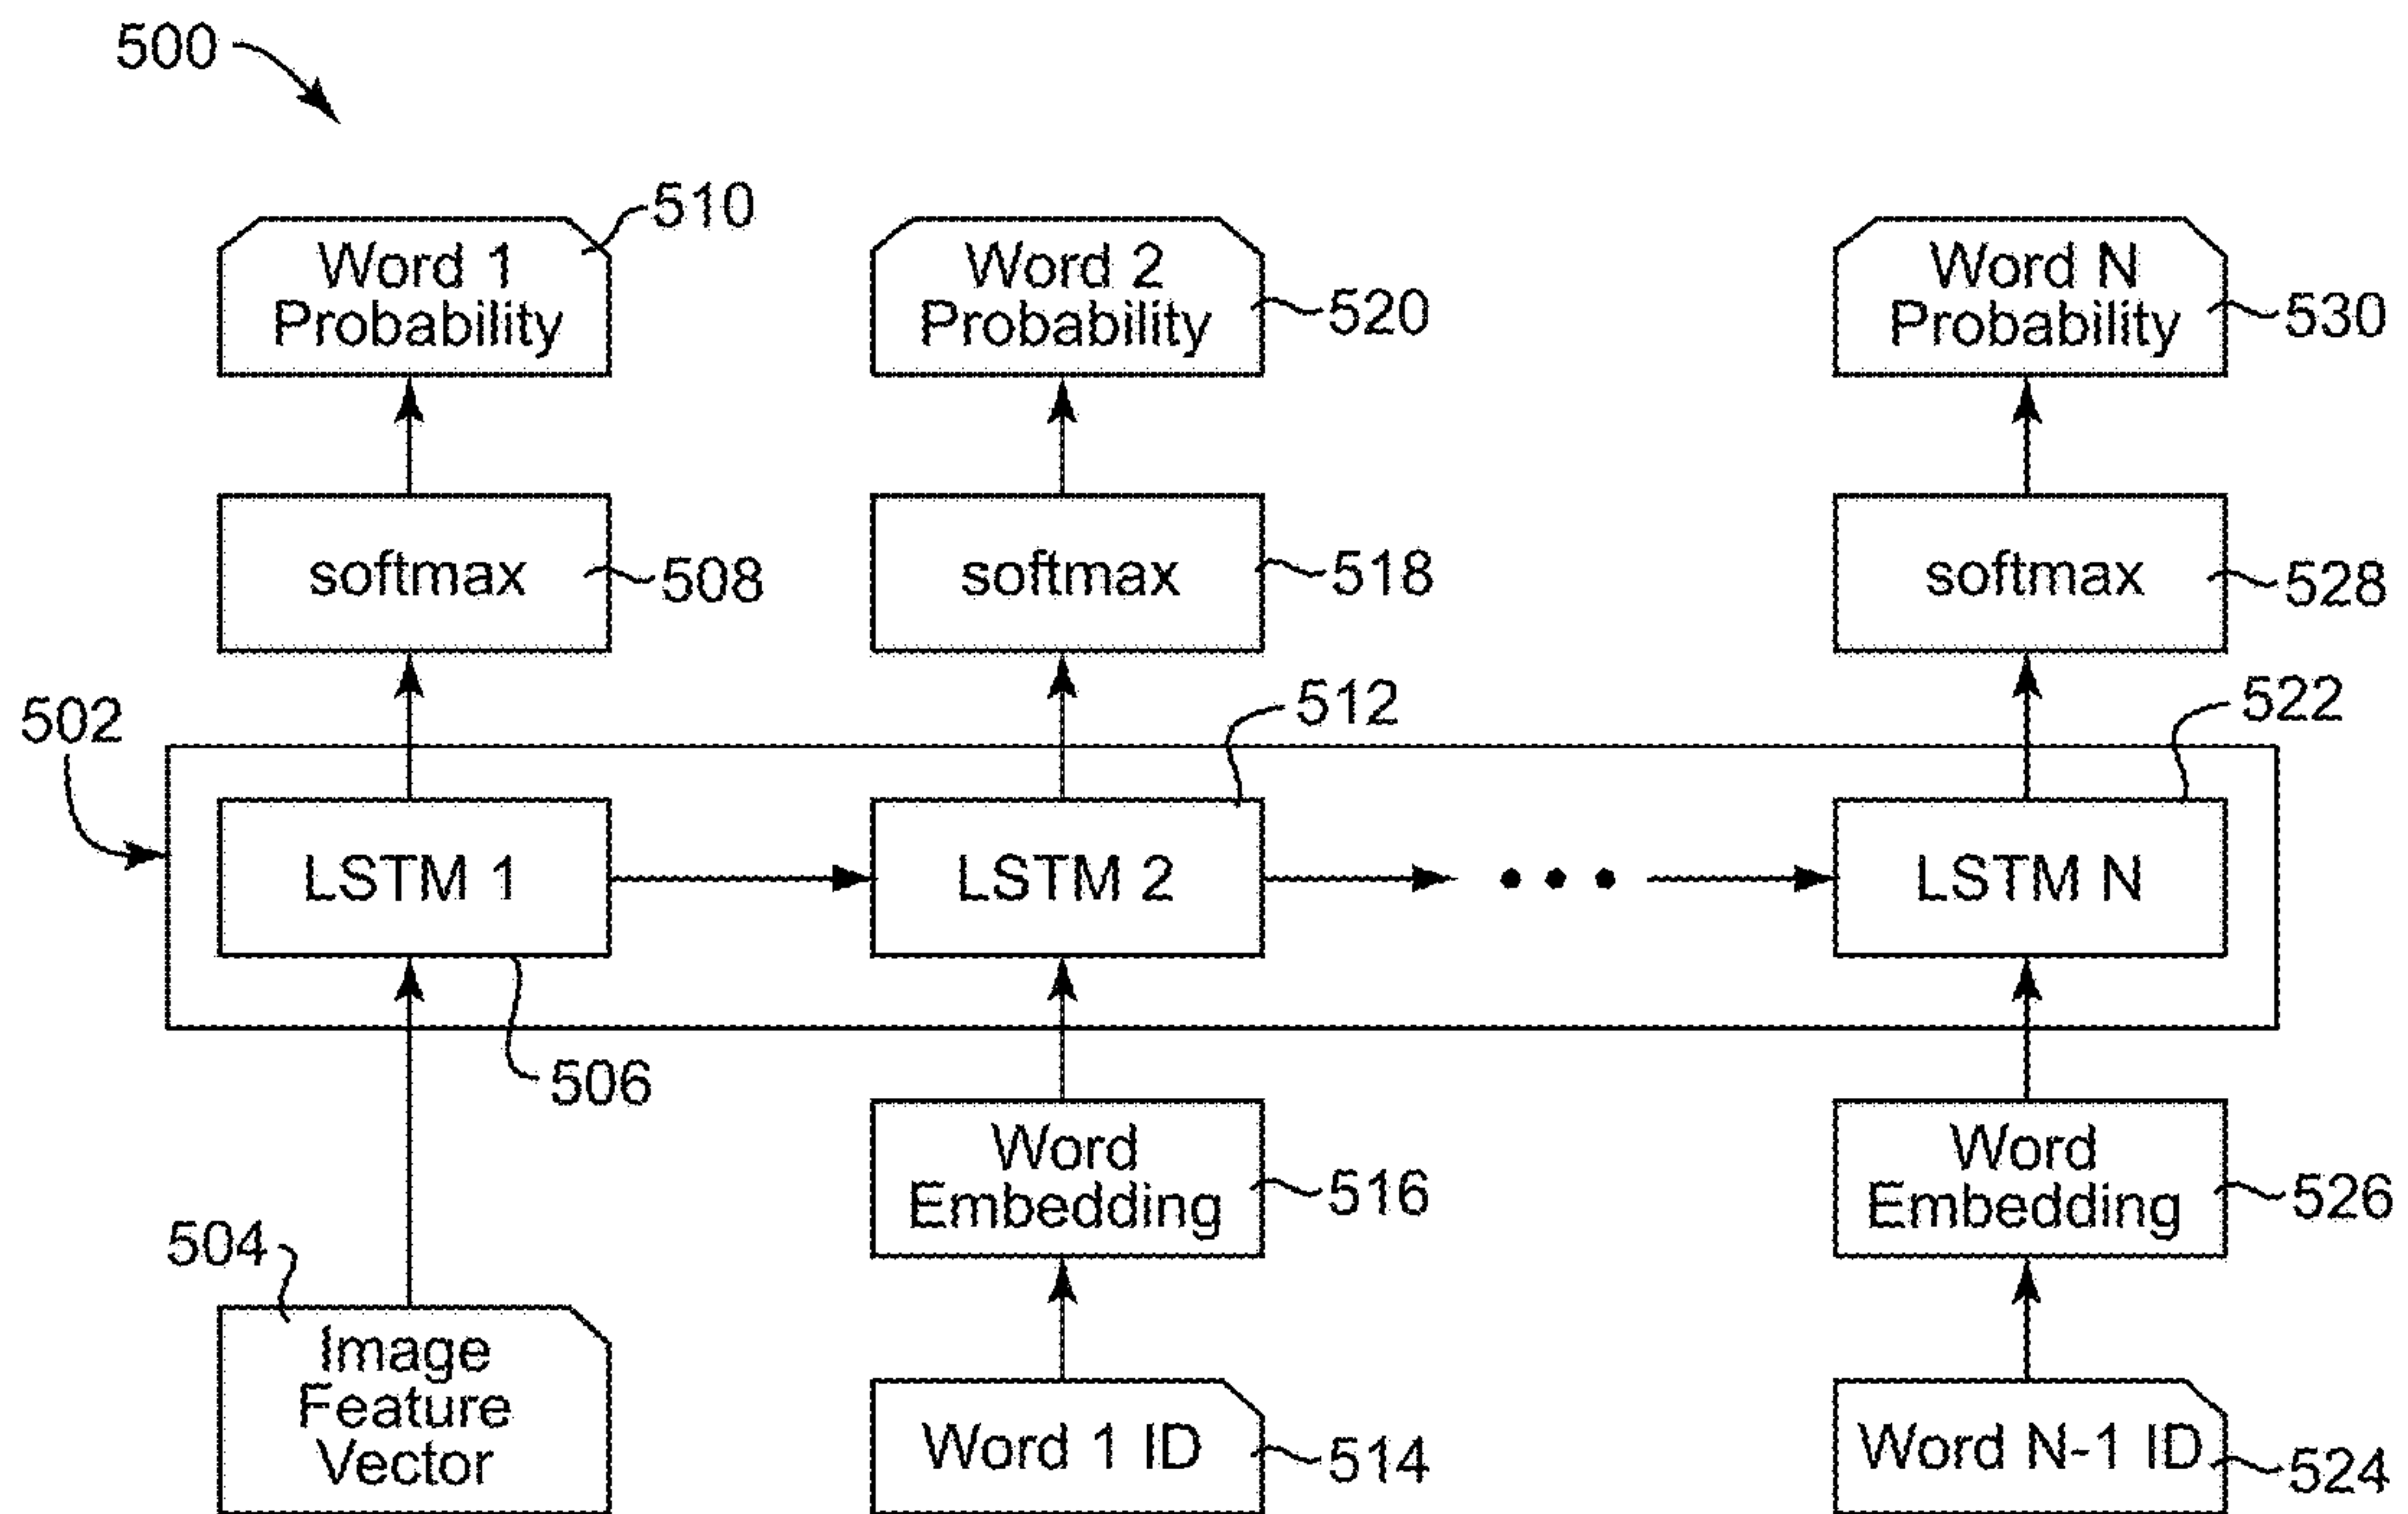 500
Word 1
Probability
510
Word 2
Probability
520
Word N
Probability
530
softmax
508
softmax
518
softmax
528
502
512
522
LSTM 1
LSTM 2
LSTM N
506
Word
Embedding
516
Word
Embedding
526
504
Image
Feature
Vector
Word 1 ID
514
Word N-1 ID
524